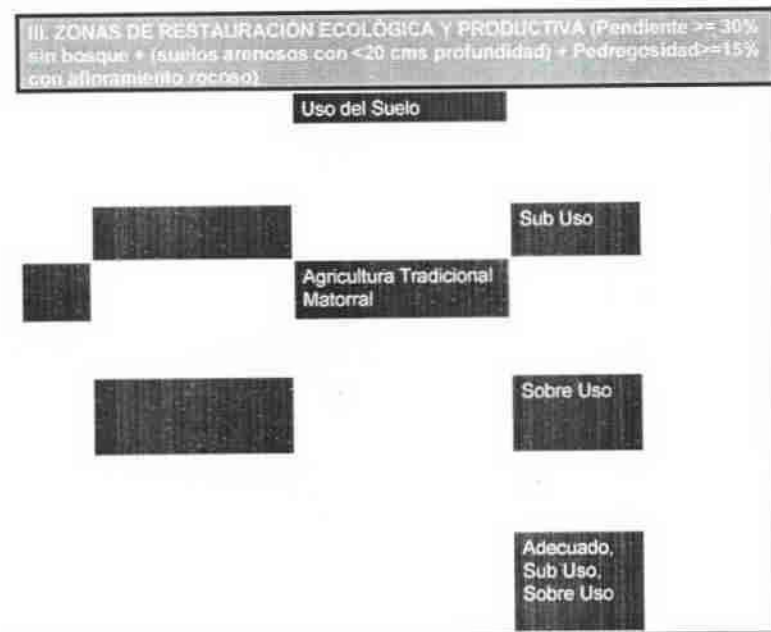 III. ZONAS DE RESTAURACIÓN ECOLÓGICA Y PRODUCTIVA (Pendiente >= 30%
sin bosque + (suelos arenosos con <20 cms profundidad) + Pedregosidad>=15%
con afloramiento rocoso)
Uso del Suelo
Sub Uso
Agricultura Tradicional
Matorral
Sobre Uso
Adecuado,
Sub Uso,
Sobre Uso